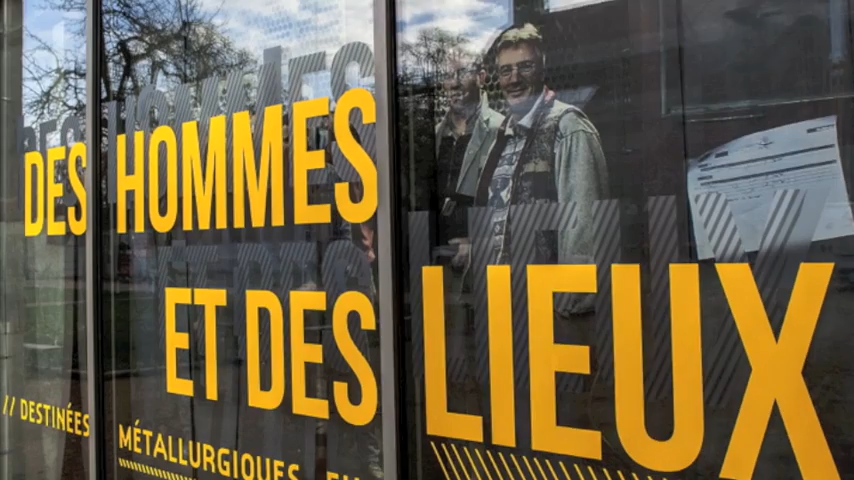 DES HOMMES
ET DES LIEUX
// DESTINÉES MÉTALLURGIQUES